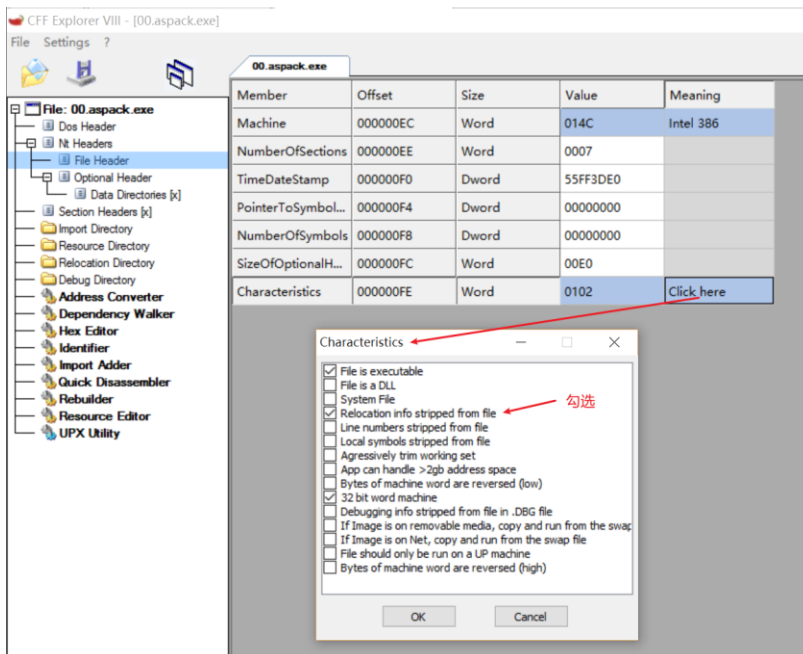 CFF Explorer VIII - [00.aspack.exe]
File Settings ?
00.aspack.exe
File: 00.aspack.exe
Dos Header
Nt Headers
File Header
Optional Header
Data Directories [x]
Section Headers [x]
Import Directory
Resource Directory
Relocation Directory
Debug Directory
Address Converter
Dependency Walker
Hex Editor
Identifier
Import Adder
Quick Disassembler
Rebuilder
Resource Editor
UPX Utility
Member Offset Size Value Meaning
Machine 000000EC Word 014C Intel 386
NumberOfSections 000000EE Word 0007
TimeDateStamp 000000F0 Dword 55FF3DE0
PointerToSymbol... 000000F4 Dword 00000000
NumberOfSymbols 000000F8 Dword 00000000
SizeOfOptionalH... 000000FC Word 00E0
Characteristics 000000FE Word 0102 Click here
Characteristics
File is executable
File is a DLL
System File
Relocation info stripped from file
勾选
Line numbers stripped from file
Local symbols stripped from file
Agressively trim working set
App can handle >2gb address space
Bytes of machine word are reversed (low)
32 bit word machine
Debugging info stripped from file in .DBG file
If Image is on removable media, copy and run from the swap
If Image is on Net, copy and run from the swap file
File should only be run on a UP machine
Bytes of machine word are reversed (high)
OK Cancel